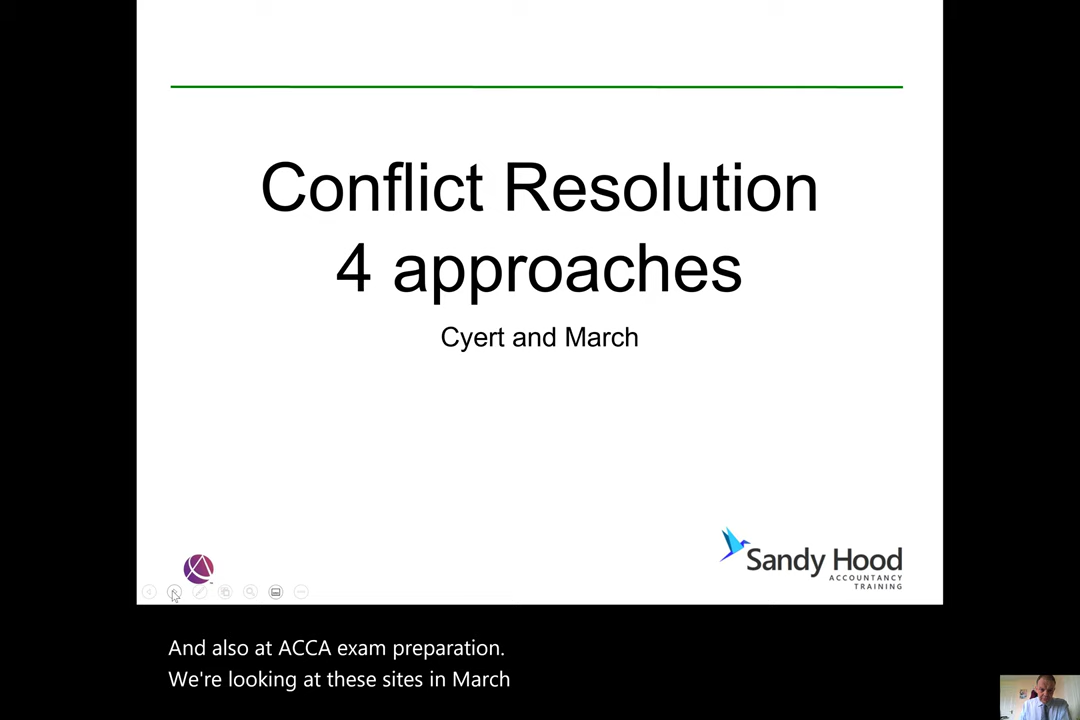 Conflict Resolution
4 approaches
Cyert and March
Sandy Hood
ACCOUNTANCY
TRAINING
And also at ACCA exam preparation.
We're looking at these sites in March